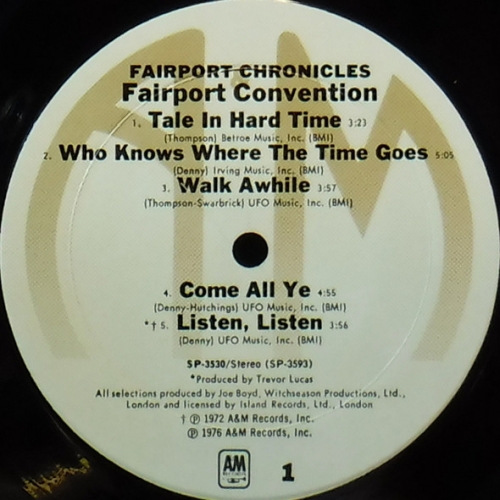 FAIRPORT CHRONICLES
Fairport Convention
1. Tale In Hard Time 3:23
(Thompson) Betroe Music, Inc. (BMI)
2. Who Knows Where The Time Goes 5:05
(Denny) Irving Music, Inc. (BMI)
3. Walk Awhile 3:57
(Thompson-Swarbrick) UFO Music, Inc. (BMI)
4. Come All Ye 4:55
(Denny-Hutchings) UFO Music, Inc. (BMI)
*† 5. Listen, Listen 3:56
(Denny) UFO Music, Inc. (BMI)
SP-3530/Stereo (SP-3593)
*Produced by Trevor Lucas
All selections produced by Joe Boyd, Witchseason Productions, Ltd.,
London and licensed by Island Records, Ltd., London
† ℗ 1972 A&M Records, Inc.
℗ 1976 A&M Records, Inc.
A&M
RECORDS
1